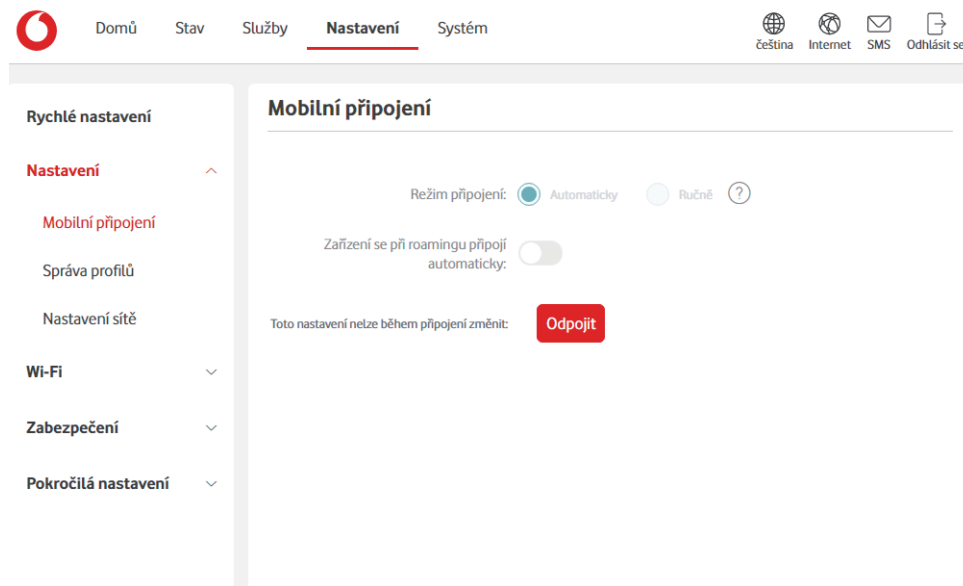 Domů Stav Služby Nastavení Systém
čeština Internet SMS Odhlásit se
Rychlé nastavení
Nastavení
Mobilní připojení
Správa profilů
Nastavení sítě
Wi-Fi
Zabezpečení
Pokročilá nastavení
Mobilní připojení
Režim připojení: Automaticky Ručně ?
Zařízení se při roamingu připojí
automaticky:
Toto nastavení nelze během připojení změnit: Odpojit